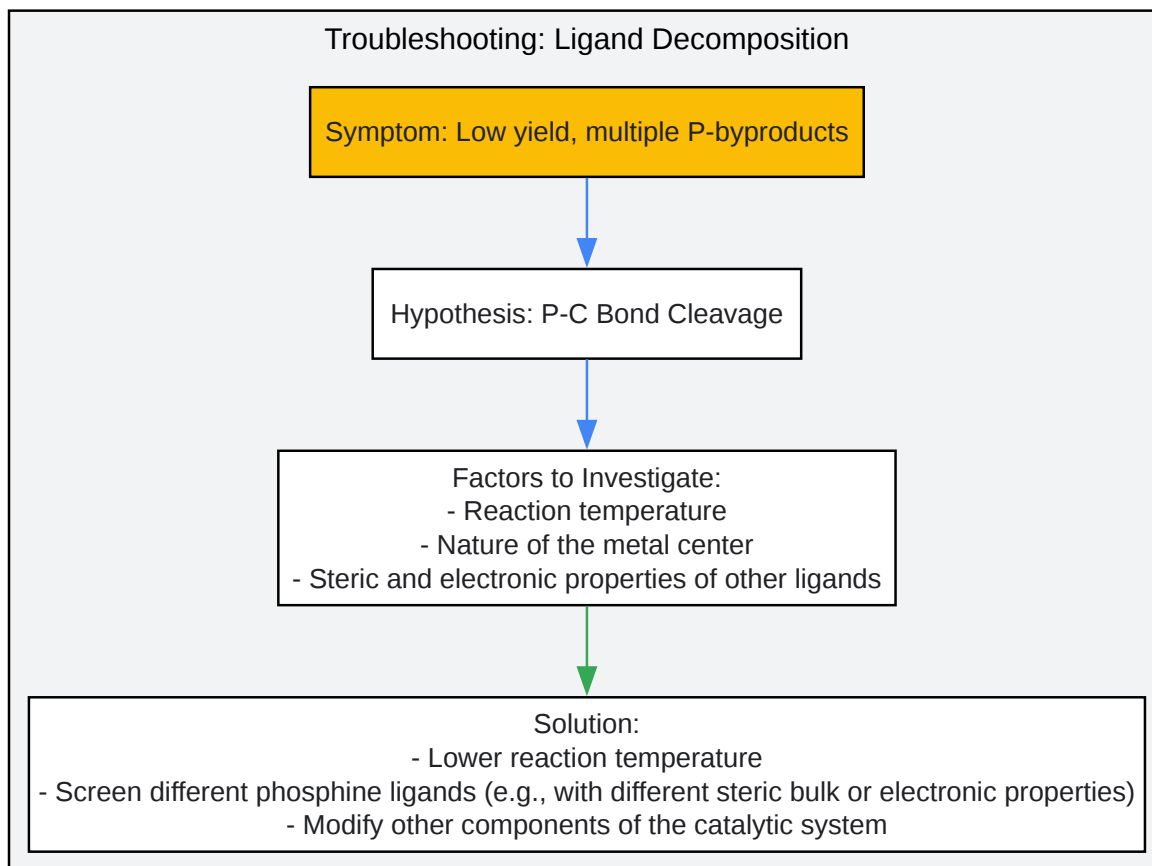 Troubleshooting: Ligand Decomposition
Symptom: Low yield, multiple P-byproducts
Hypothesis: P-C Bond Cleavage
Factors to Investigate:
- Reaction temperature
- Nature of the metal center
- Steric and electronic properties of other ligands
Solution:
- Lower reaction temperature
- Screen different phosphine ligands (e.g., with different steric bulk or electronic properties)
- Modify other components of the catalytic system